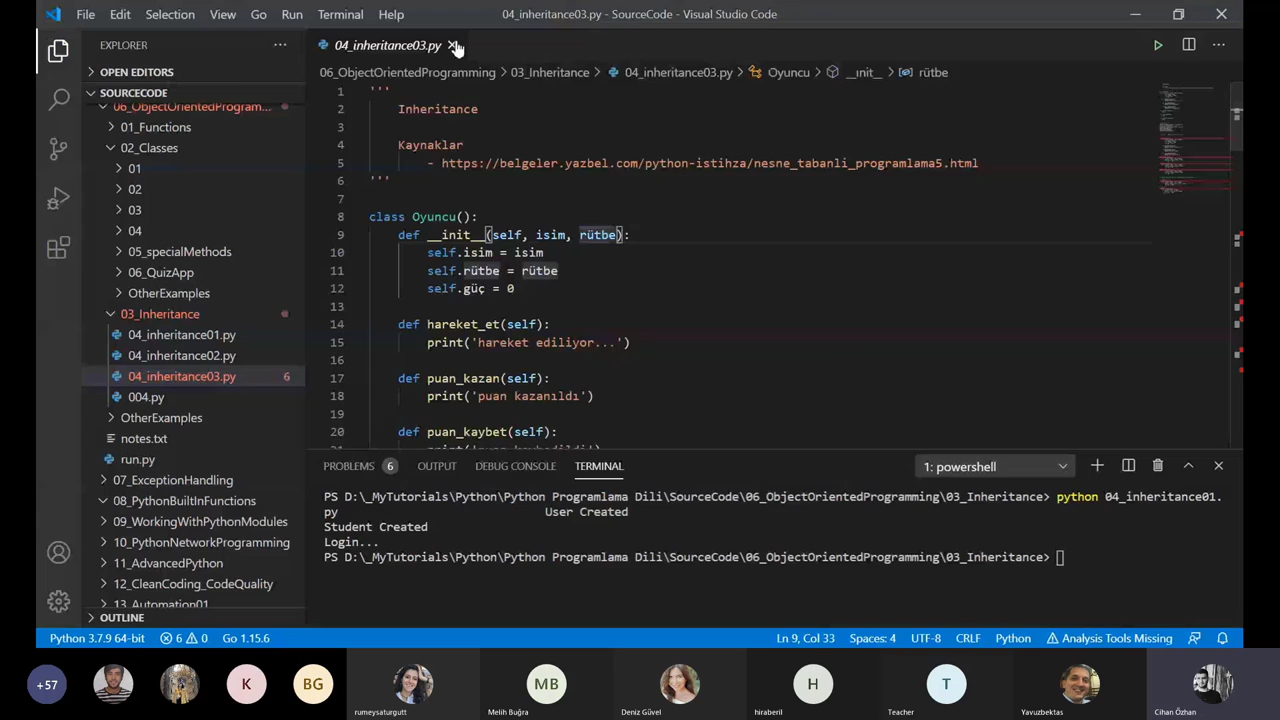 File Edit Selection View Go Run Terminal Help 04_inheritance03.py - SourceCode - Visual Studio Code
EXPLORER
OPEN EDITORS
SOURCECODE
06_ObjectOrientedProgram...
01_Functions
02_Classes
01
02
03
04
05_specialMethods
06_QuizApp
OtherExamples
03_Inheritance
04_inheritance01.py
04_inheritance02.py
04_inheritance03.py 6
004.py
OtherExamples
notes.txt
run.py
07_ExceptionHandling
08_PythonBuiltInFunctions
09_WorkingWithPythonModules
10_PythonNetworkProgramming
11_AdvancedPython
12_CleanCoding_CodeQuality
13_Automation01
OUTLINE
04_inheritance03.py
06_ObjectOrientedProgramming > 03_Inheritance > 04_inheritance03.py > Oyuncu > __init__ > rütbe
1 '''
2 Inheritance
3
4 Kaynaklar
5 - https://belgeler.yazbel.com/python-istihza/nesne_tabanli_programlama5.html
6 '''
7
8 class Oyuncu():
9 def __init__(self, isim, rütbe):
10 self.isim = isim
11 self.rütbe = rütbe
12 self.güç = 0
13
14 def hareket_et(self):
15 print('hareket ediliyor...')
16
17 def puan_kazan(self):
18 print('puan kazanıldı')
19
20 def puan_kaybet(self):
PROBLEMS 6 OUTPUT DEBUG CONSOLE TERMINAL 1: powershell
PS D:\_MyTutorials\Python\Python Programlama Dili\SourceCode\06_ObjectOrientedProgramming\03_Inheritance> python 04_inheritance01.
py User Created
Student Created
Login...
PS D:\_MyTutorials\Python\Python Programlama Dili\SourceCode\06_ObjectOrientedProgramming\03_Inheritance>
Python 3.7.9 64-bit 6 0 Go 1.15.6 Ln 9, Col 33 Spaces: 4 UTF-8 CRLF Python Analysis Tools Missing
+57 K BG MB H T
rumeysaturgutt Melih Buğra Deniz Güvel hiraberil Teacher Yavuzbektas Cihan Özhan